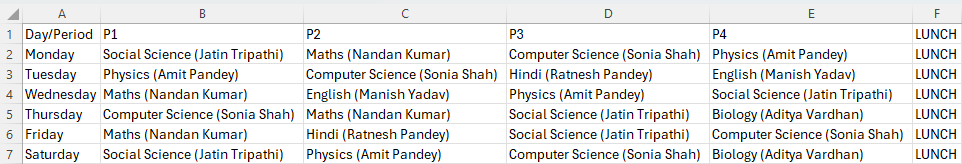 A B C D E F
1 Day/Period P1 P2 P3 P4 LUNCH
2 Monday Social Science (Jatin Tripathi) Maths (Nandan Kumar) Computer Science (Sonia Shah) Physics (Amit Pandey) LUNCH
3 Tuesday Physics (Amit Pandey) Computer Science (Sonia Shah) Hindi (Ratnesh Pandey) English (Manish Yadav) LUNCH
4 Wednesday Maths (Nandan Kumar) English (Manish Yadav) Physics (Amit Pandey) Social Science (Jatin Tripathi) LUNCH
5 Thursday Computer Science (Sonia Shah) Maths (Nandan Kumar) Social Science (Jatin Tripathi) Biology (Aditya Vardhan) LUNCH
6 Friday Maths (Nandan Kumar) Hindi (Ratnesh Pandey) Social Science (Jatin Tripathi) Computer Science (Sonia Shah) LUNCH
7 Saturday Social Science (Jatin Tripathi) Physics (Amit Pandey) Computer Science (Sonia Shah) Biology (Aditya Vardhan) LUNCH